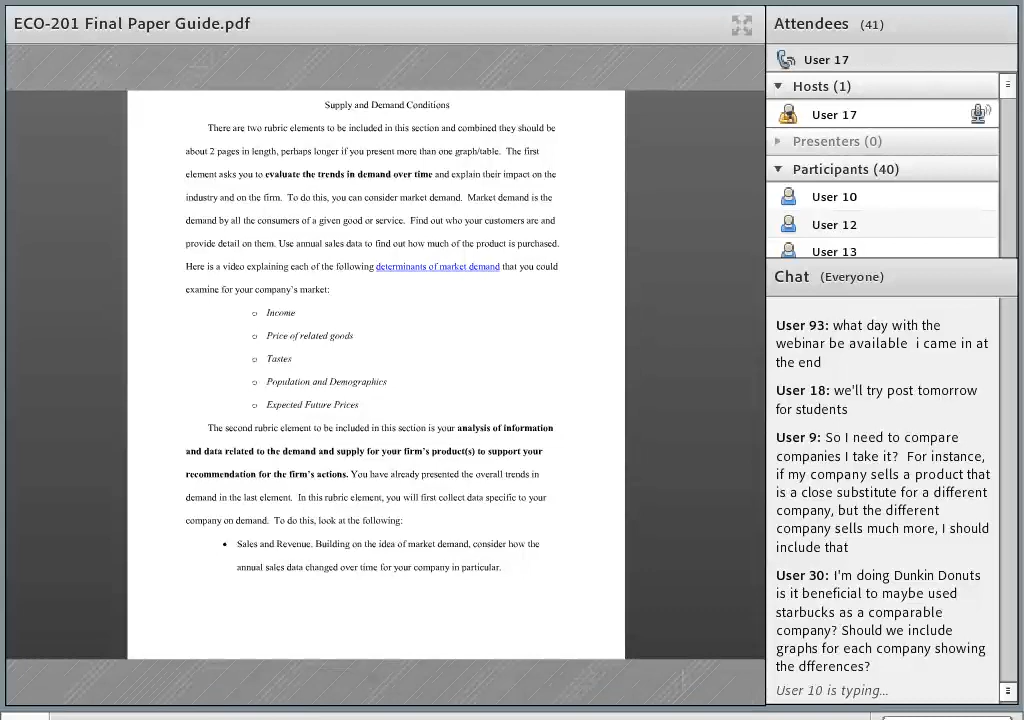 ECO-201 Final Paper Guide.pdf
Supply and Demand Conditions
There are two rubric elements to be included in this section and combined they should be
about 2 pages in length, perhaps longer if you present more than one graph/table.  The first
element asks you to evaluate the trends in demand over time and explain their impact on the
industry and on the firm.  To do this, you can consider market demand.  Market demand is the
demand by all the consumers of a given good or service.  Find out who your customers are and
provide detail on them. Use annual sales data to find out how much of the product is purchased.
Here is a video explaining each of the following determinants of market demand that you could
examine for your company's market:
o Income
o Price of related goods
o Tastes
o Population and Demographics
o Expected Future Prices
The second rubric element to be included in this section is your analysis of information
and data related to the demand and supply for your firm's product(s) to support your
recommendation for the firm's actions. You have already presented the overall trends in
demand in the last element.  In this rubric element, you will first collect data specific to your
company on demand.  To do this, look at the following:
• Sales and Revenue. Building on the idea of market demand, consider how the
annual sales data changed over time for your company in particular.
Attendees (41)
User 17
Hosts (1)
User 17
Presenters (0)
Participants (40)
User 10
User 12
User 13
Chat (Everyone)
User 93: what day with the
webinar be available  i came in at
the end
User 18: we'll try post tomorrow
for students
User 9: So I need to compare
companies I take it?  For instance,
if my company sells a product that
is a close substitute for a different
company, but the different
company sells much more, I should
include that
User 30: I'm doing Dunkin Donuts
is it beneficial to maybe used
starbucks as a comparable
company? Should we include
graphs for each company showing
the dfferences?
User 10 is typing...